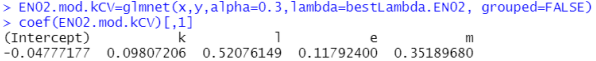 > EN02.mod.kCV=glmnet(x,y,alpha=0.3,lambda=bestLambda.EN02, grouped=FALSE)
> coef(EN02.mod.kCV)[,1]
(Intercept) k l e m
-0.04777177 0.09807206 0.52076149 0.11792400 0.35189680